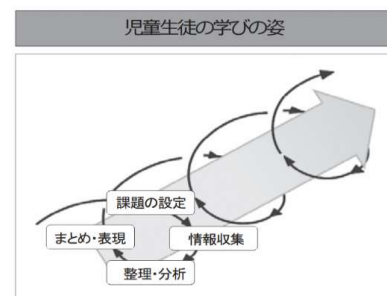 児童生徒の学びの姿
課題の設定
まとめ・表現
情報収集
整理・分析